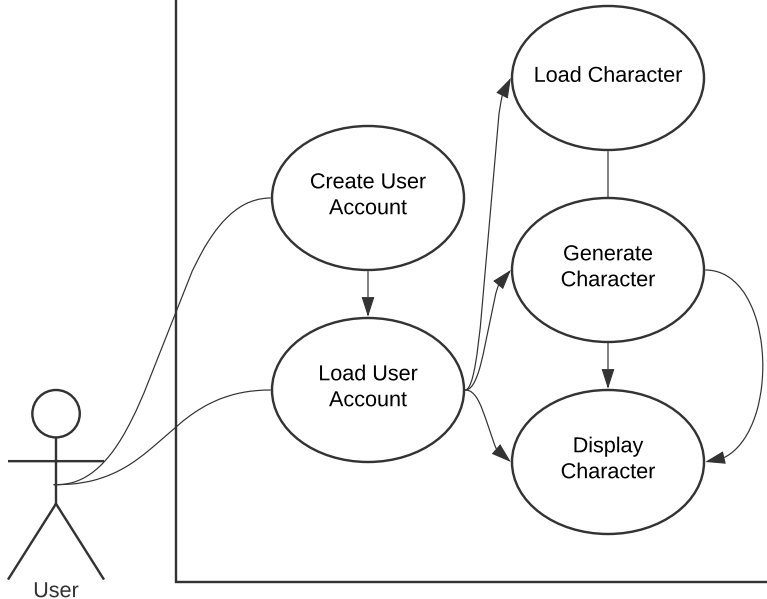 Load Character
Create User
Account
Generate
Character
Load User
Account
Display
Character
User